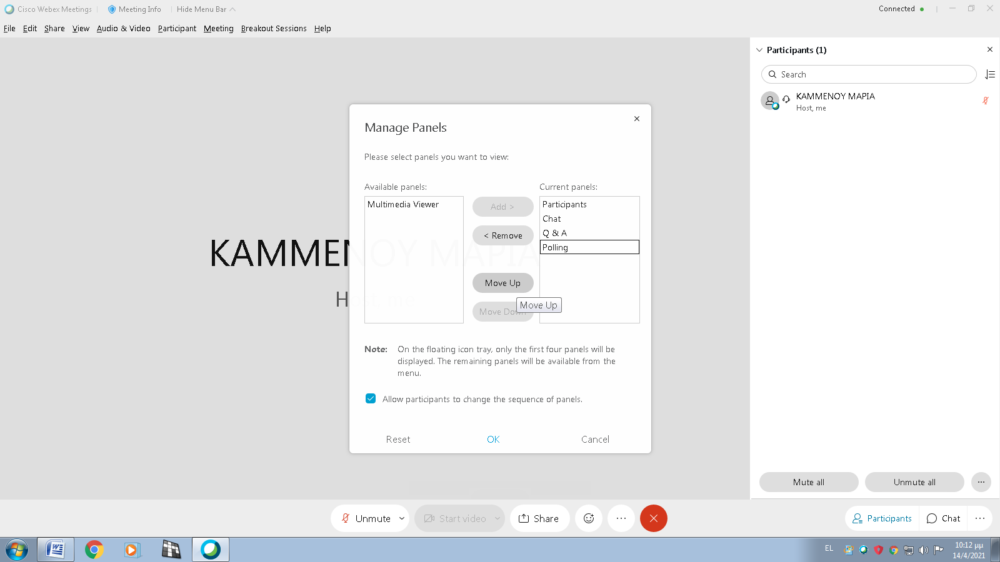 Cisco Webex Meetings
Meeting Info
Hide Menu Bar
Connected
File Edit Share View Audio & Video Participant Meeting Breakout Sessions Help
Participants (1)
Search
KAMMENOY MAPIA
Host, me
KAMMENOY MAPIA
Host, me
Manage Panels
Please select panels you want to view:
Available panels:
Multimedia Viewer
Add >
< Remove
Move Up
Move Down
Move Up
Current panels:
Participants
Chat
Q & A
Polling
Note: On the floating icon tray, only the first four panels will be
displayed. The remaining panels will be available from the
menu.
Allow participants to change the sequence of panels.
Reset OK Cancel
Mute all Unmute all
Unmute Start video Share
Participants Chat
EL
10:12 μμ
14/4/2021